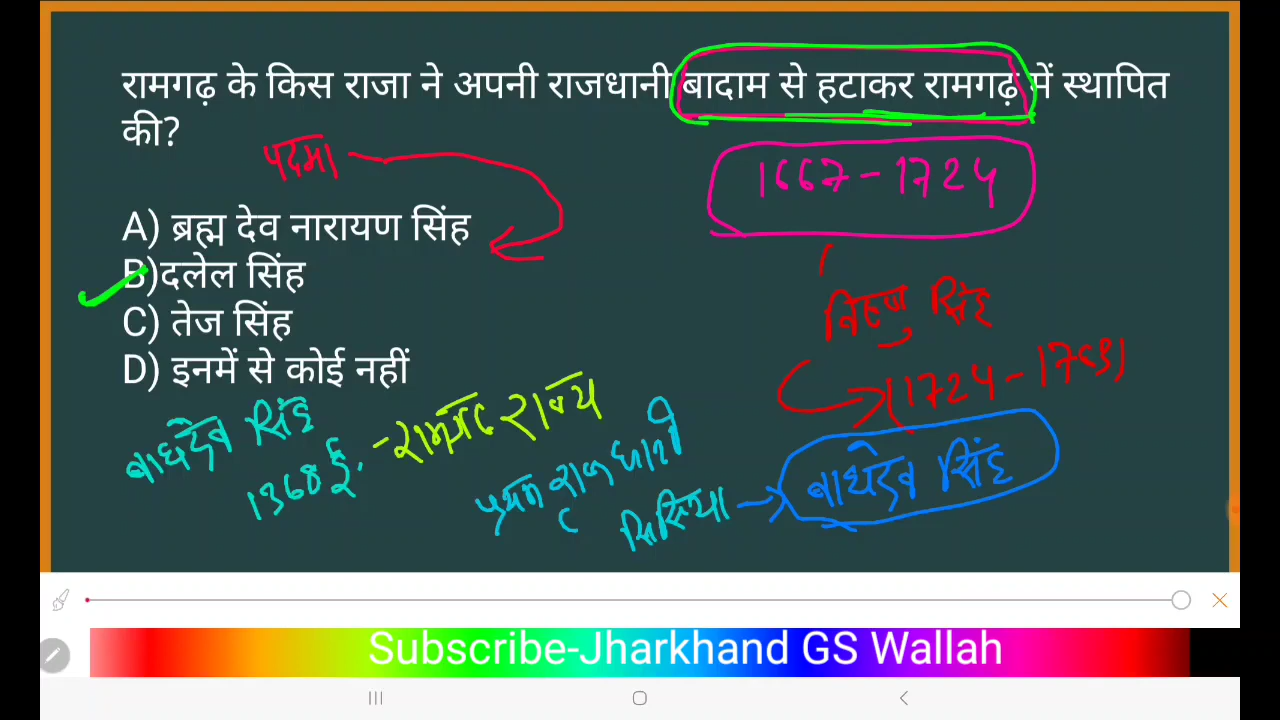 रामगढ़ के किस राजा ने अपनी राजधानी बादाम से हटाकर रामगढ़ में स्थापित
की?
पदमा
1667-1724
A) ब्रह्म देव नारायण सिंह
B)दलेल सिंह
C) तेज सिंह
D) इनमें से कोई नहीं
सिंह
(1724-1763)
बाघदेव सिंह
1368 ई. - रामगढ़ राज्य
प्रथम राजधानी
सिसिया → बाघदेव सिंह
Subscribe-Jharkhand GS Wallah